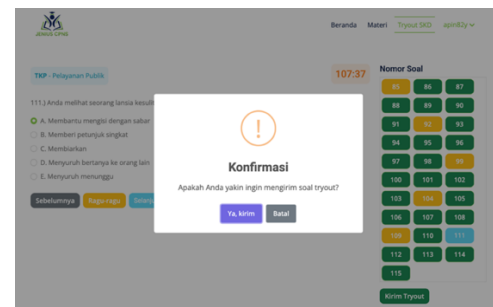 JENIUS CPNS
Beranda Materi Tryout SKD
TKP - Pelayanan Publik
107:37
Nomor Soal
111.) Anda melihat seorang lansia
A. Membantu mengisi dengan sabar
B. Memberi petunjuk singkat
C. Membiarkan
D. Menyuruh bertanya ke orang lain
E. Menyuruh menunggu
Sebelumnya Ragu-ragu
Konfirmasi
Apakah Anda yakin ingin mengirim soal tryout?
Ya, kirim Batal
85 86 87
88 89 90
91 92 93
94 95 96
97 98 99
100 101 102
103 104 105
106 107 108
109 110 111
112 113 114
115
Kirim Tryout